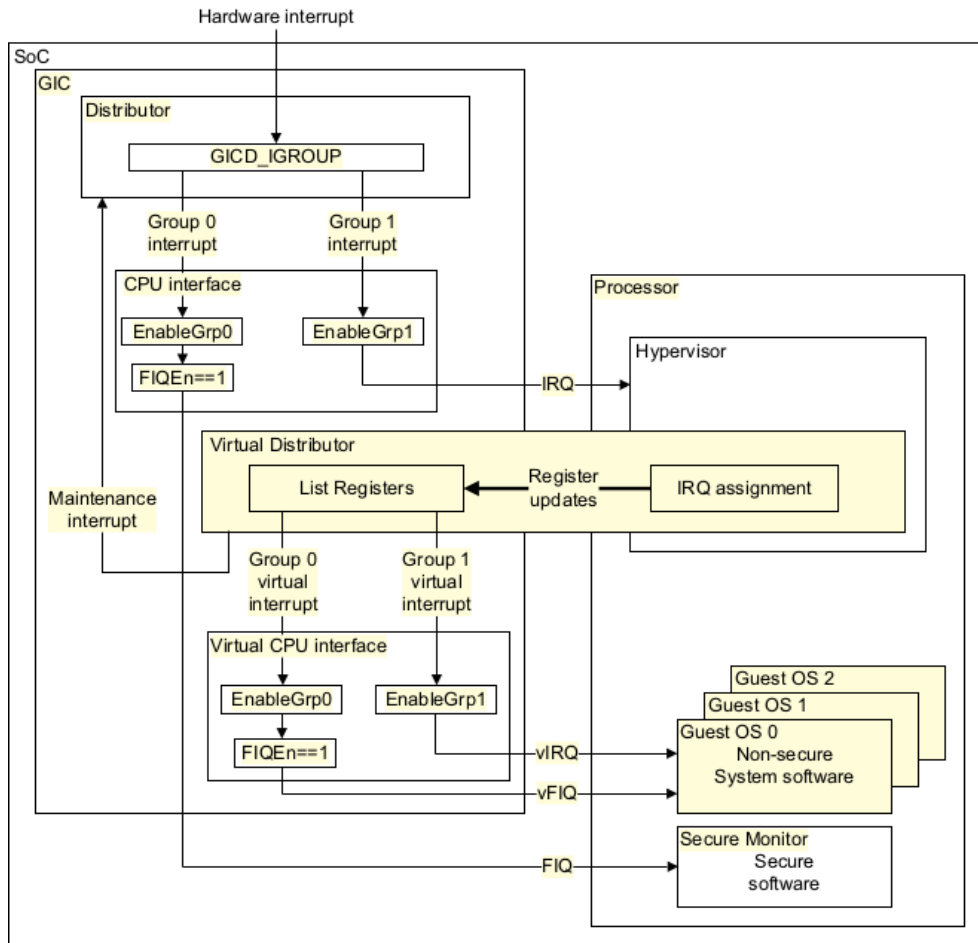 Hardware interrupt
SoC
GIC
Distributor
GICD_IGROUP
Group 0
interrupt
Group 1
interrupt
CPU interface
EnableGrp0
EnableGrp1
FIQEn==1
IRQ
Processor
Hypervisor
Virtual Distributor
List Registers
Register
updates
IRQ assignment
Maintenance
interrupt
Group 0
virtual
interrupt
Group 1
virtual
interrupt
Virtual CPU interface
EnableGrp0
EnableGrp1
FIQEn==1
vIRQ
vFIQ
Guest OS 2
Guest OS 1
Guest OS 0
Non-secure
System software
FIQ
Secure Monitor
Secure
software